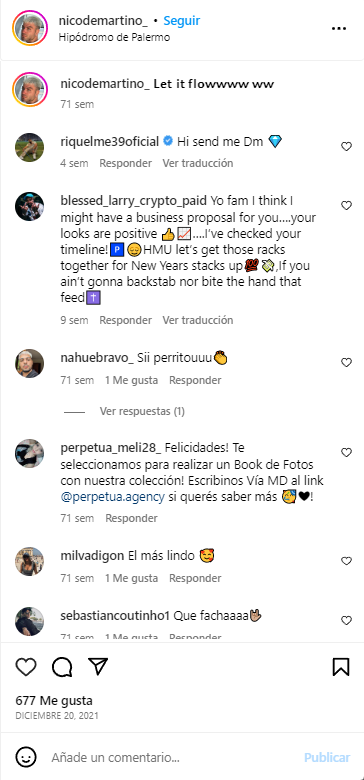 nicodemartino_ • Seguir
Hipódromo de Palermo
nicodemartino_ Let it flowwww ww
71 sem
riquelme39oficial Hi send me Dm 💎
4 sem Responder Ver traducción
blessed_larry_crypto_paid Yo fam I think I
might have a business proposal for you....your
looks are positive 👍📈....I've checked your
timeline!🅿️😑HMU let's get those racks
together for New Years stacks up💯💸,If you
ain't gonna backstab nor bite the hand that
feed✝️
9 sem Responder Ver traducción
nahuebravo_ Sii perritouuu👏
71 sem 1 Me gusta Responder
Ver respuestas (1)
perpetua_meli28_ Felicidades! Te
seleccionamos para realizar un Book de Fotos
con nuestra colección! Escribinos Vía MD al link
@perpetua.agency si querés saber más 🥰🖤!
71 sem Responder
milvadigon El más lindo 🥰
71 sem 1 Me gusta Responder
sebastiancoutinho1 Que fachaaaa🤘🏽
71 sem 1 Me gusta Responder
677 Me gusta
DICIEMBRE 20, 2021
Añade un comentario... Publicar